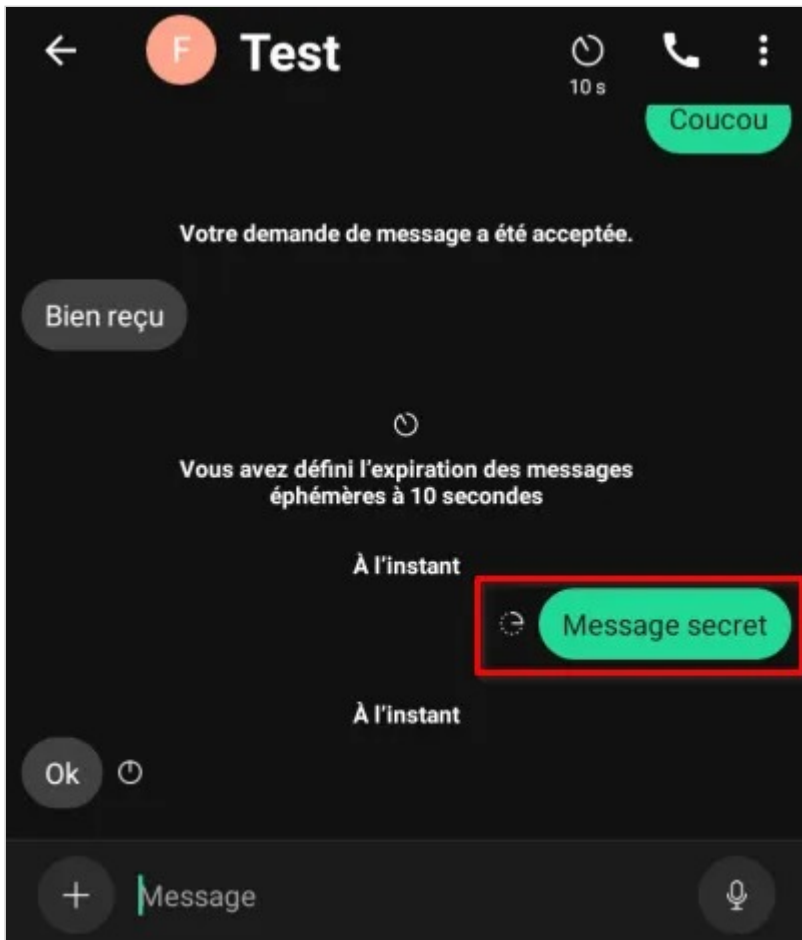 F Test
10 s
Coucou
Votre demande de message a été acceptée.
Bien reçu
Vous avez défini l’expiration des messages
éphémères à 10 secondes
À l’instant
Message secret
À l’instant
Ok
Message